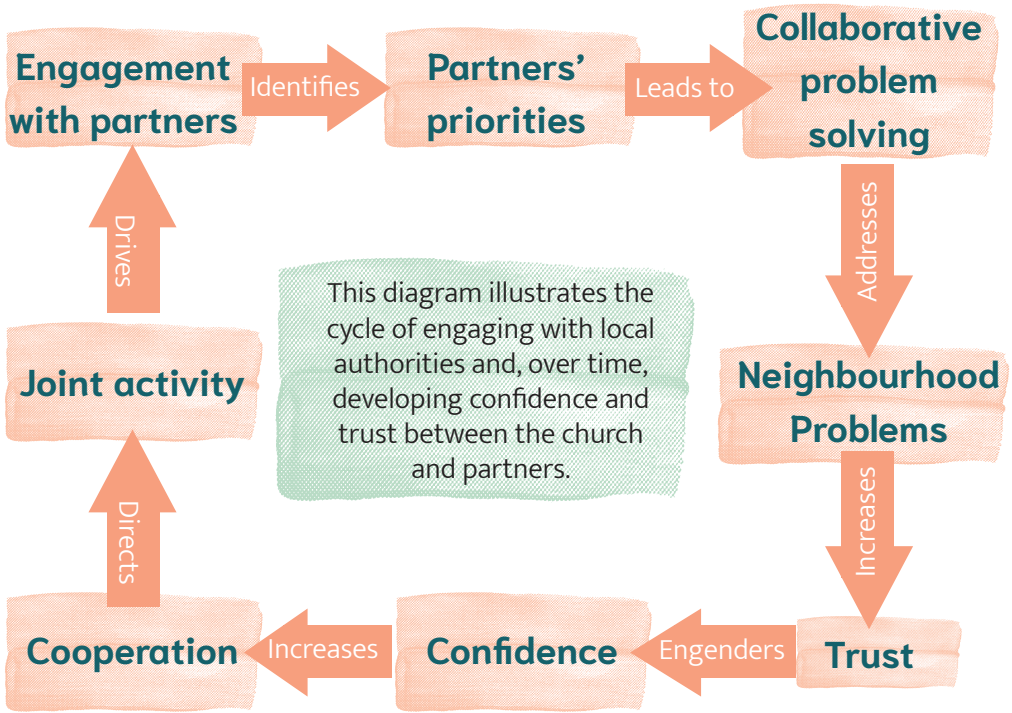 Engagement
with partners
Identifies
Partners’
priorities
Leads to
Collaborative
problem
solving
Addresses
Neighbourhood
Problems
Increases
Trust
Engenders
Confidence
Increases
Cooperation
Directs
Joint activity
Drives
This diagram illustrates the
cycle of engaging with local
authorities and, over time,
developing confidence and
trust between the church
and partners.